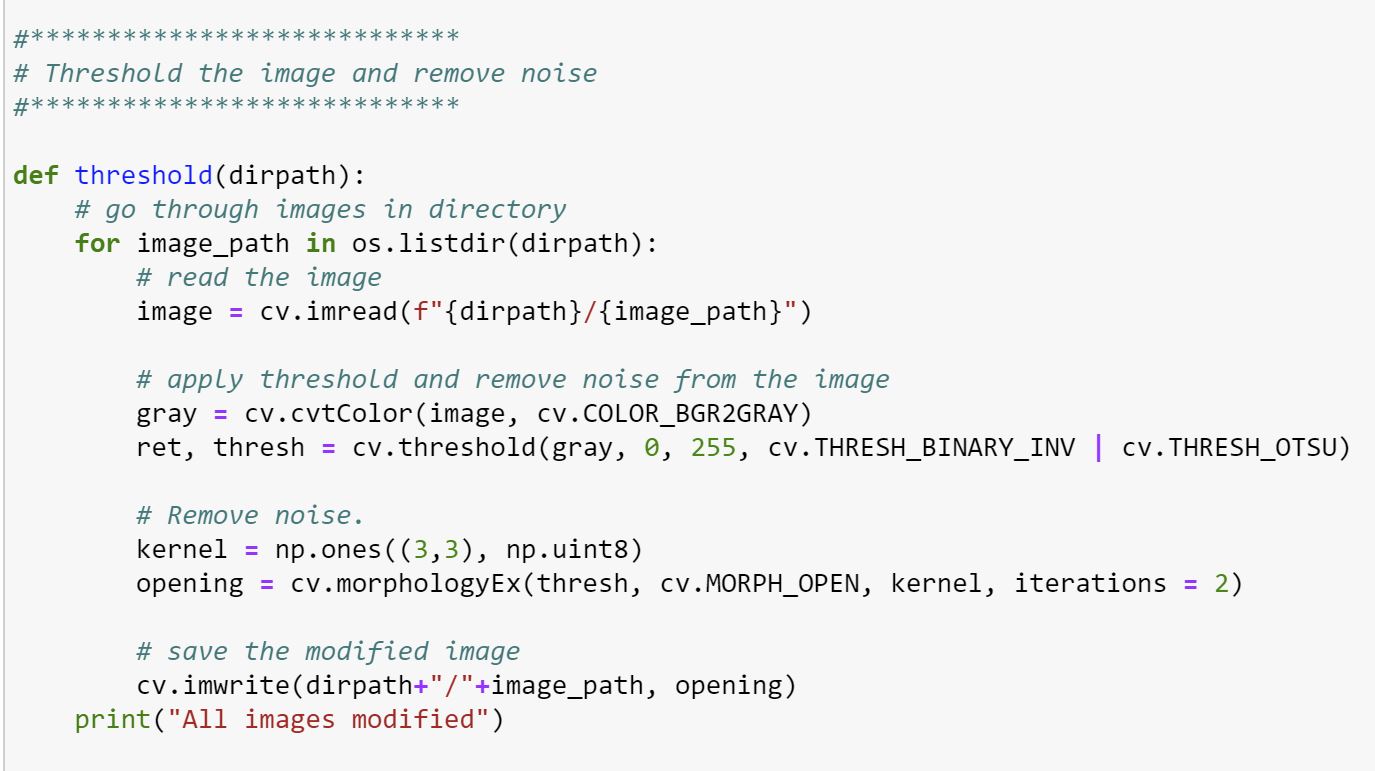 #****************************
# Threshold the image and remove noise
#****************************
def threshold(dirpath):
    # go through images in directory
    for image_path in os.listdir(dirpath):
        # read the image
        image = cv.imread(f"{dirpath}/{image_path}")
        # apply threshold and remove noise from the image
        gray = cv.cvtColor(image, cv.COLOR_BGR2GRAY)
        ret, thresh = cv.threshold(gray, 0, 255, cv.THRESH_BINARY_INV | cv.THRESH_OTSU)
        # Remove noise.
        kernel = np.ones((3,3), np.uint8)
        opening = cv.morphologyEx(thresh, cv.MORPH_OPEN, kernel, iterations = 2)
        # save the modified image
        cv.imwrite(dirpath+"/"+image_path, opening)
    print("All images modified")